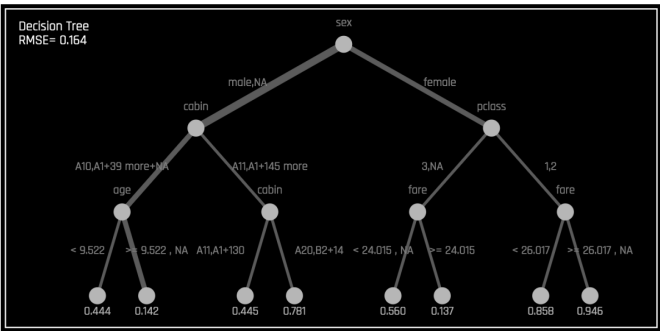 Decision Tree
RMSE= 0.164
sex
male,NA
female
cabin
pclass
A10,A1+39 more+NA
A11,A1+145 more
3,NA
1,2
age
cabin
fare
fare
< 9.522
>= 9.522 , NA
A11,A1+130
A20,B2+14
< 24.015 , NA
>= 24.015
< 26.017
>= 26.017 , NA
0.444
0.142
0.445
0.781
0.560
0.137
0.858
0.946